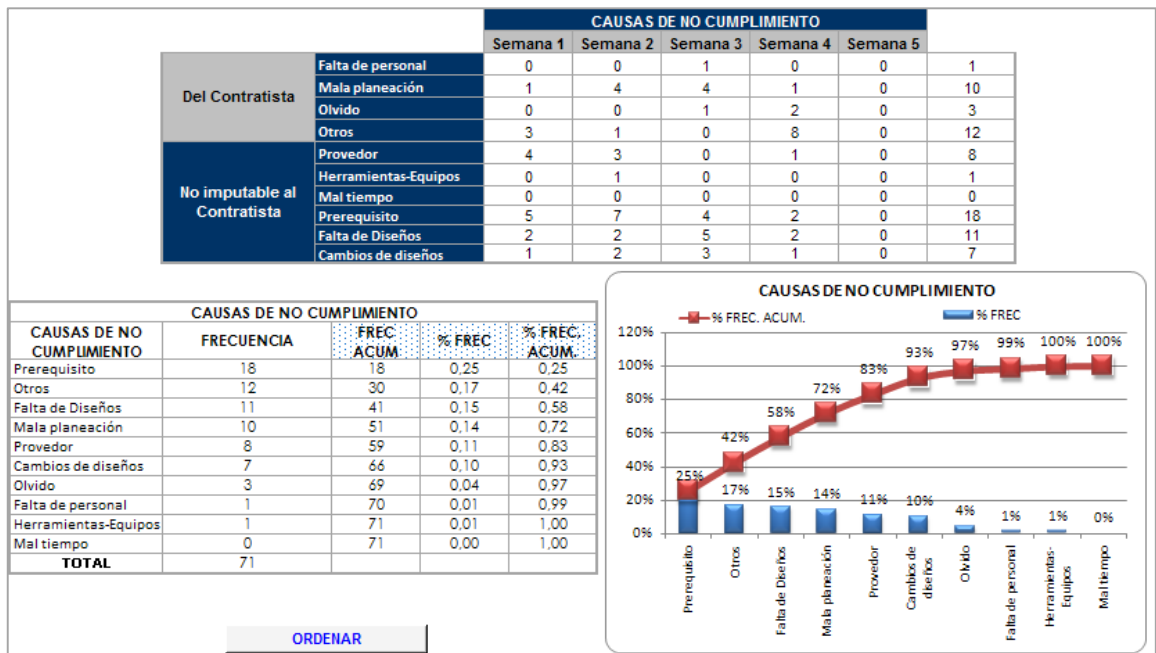 CAUSAS DE NO CUMPLIMIENTO
Semana 1 Semana 2 Semana 3 Semana 4 Semana 5
Del Contratista
Falta de personal 0 0 1 0 0 1
Mala planeación 1 4 4 1 0 10
Olvido 0 0 1 2 0 3
Otros 3 1 0 8 0 12
No imputable al
Contratista
Provedor 4 3 0 1 0 8
Herramientas-Equipos 0 1 0 0 0 1
Mal tiempo 0 0 0 0 0 0
Prerequisito 5 7 4 2 0 18
Falta de Diseños 2 2 5 2 0 11
Cambios de diseños 1 2 3 1 0 7
CAUSAS DE NO CUMPLIMIENTO
CAUSAS DE NO
CUMPLIMIENTO
FRECUENCIA
FREC
ACUM
% FREC
% FREC.
ACUM.
Prerequisito 18 18 0,25 0,25
Otros 12 30 0,17 0,42
Falta de Diseños 11 41 0,15 0,58
Mala planeación 10 51 0,14 0,72
Provedor 8 59 0,11 0,83
Cambios de diseños 7 66 0,10 0,93
Olvido 3 69 0,04 0,97
Falta de personal 1 70 0,01 0,99
Herramientas-Equipos 1 71 0,01 1,00
Mal tiempo 0 71 0,00 1,00
TOTAL 71
ORDENAR
CAUSAS DE NO CUMPLIMIENTO
% FREC. ACUM. % FREC
120%
100%
80%
60%
40%
20%
0%
25% 42% 58% 72% 83% 93% 97% 99% 100% 100%
17% 15% 14% 11% 10% 4% 1% 1% 0%
Prerequisito
Otros
Falta de Diseños
Mala planeación
Provedor
Cambios de
diseños
Olvido
Falta de personal
Herramientas-
Equipos
Mal tiempo